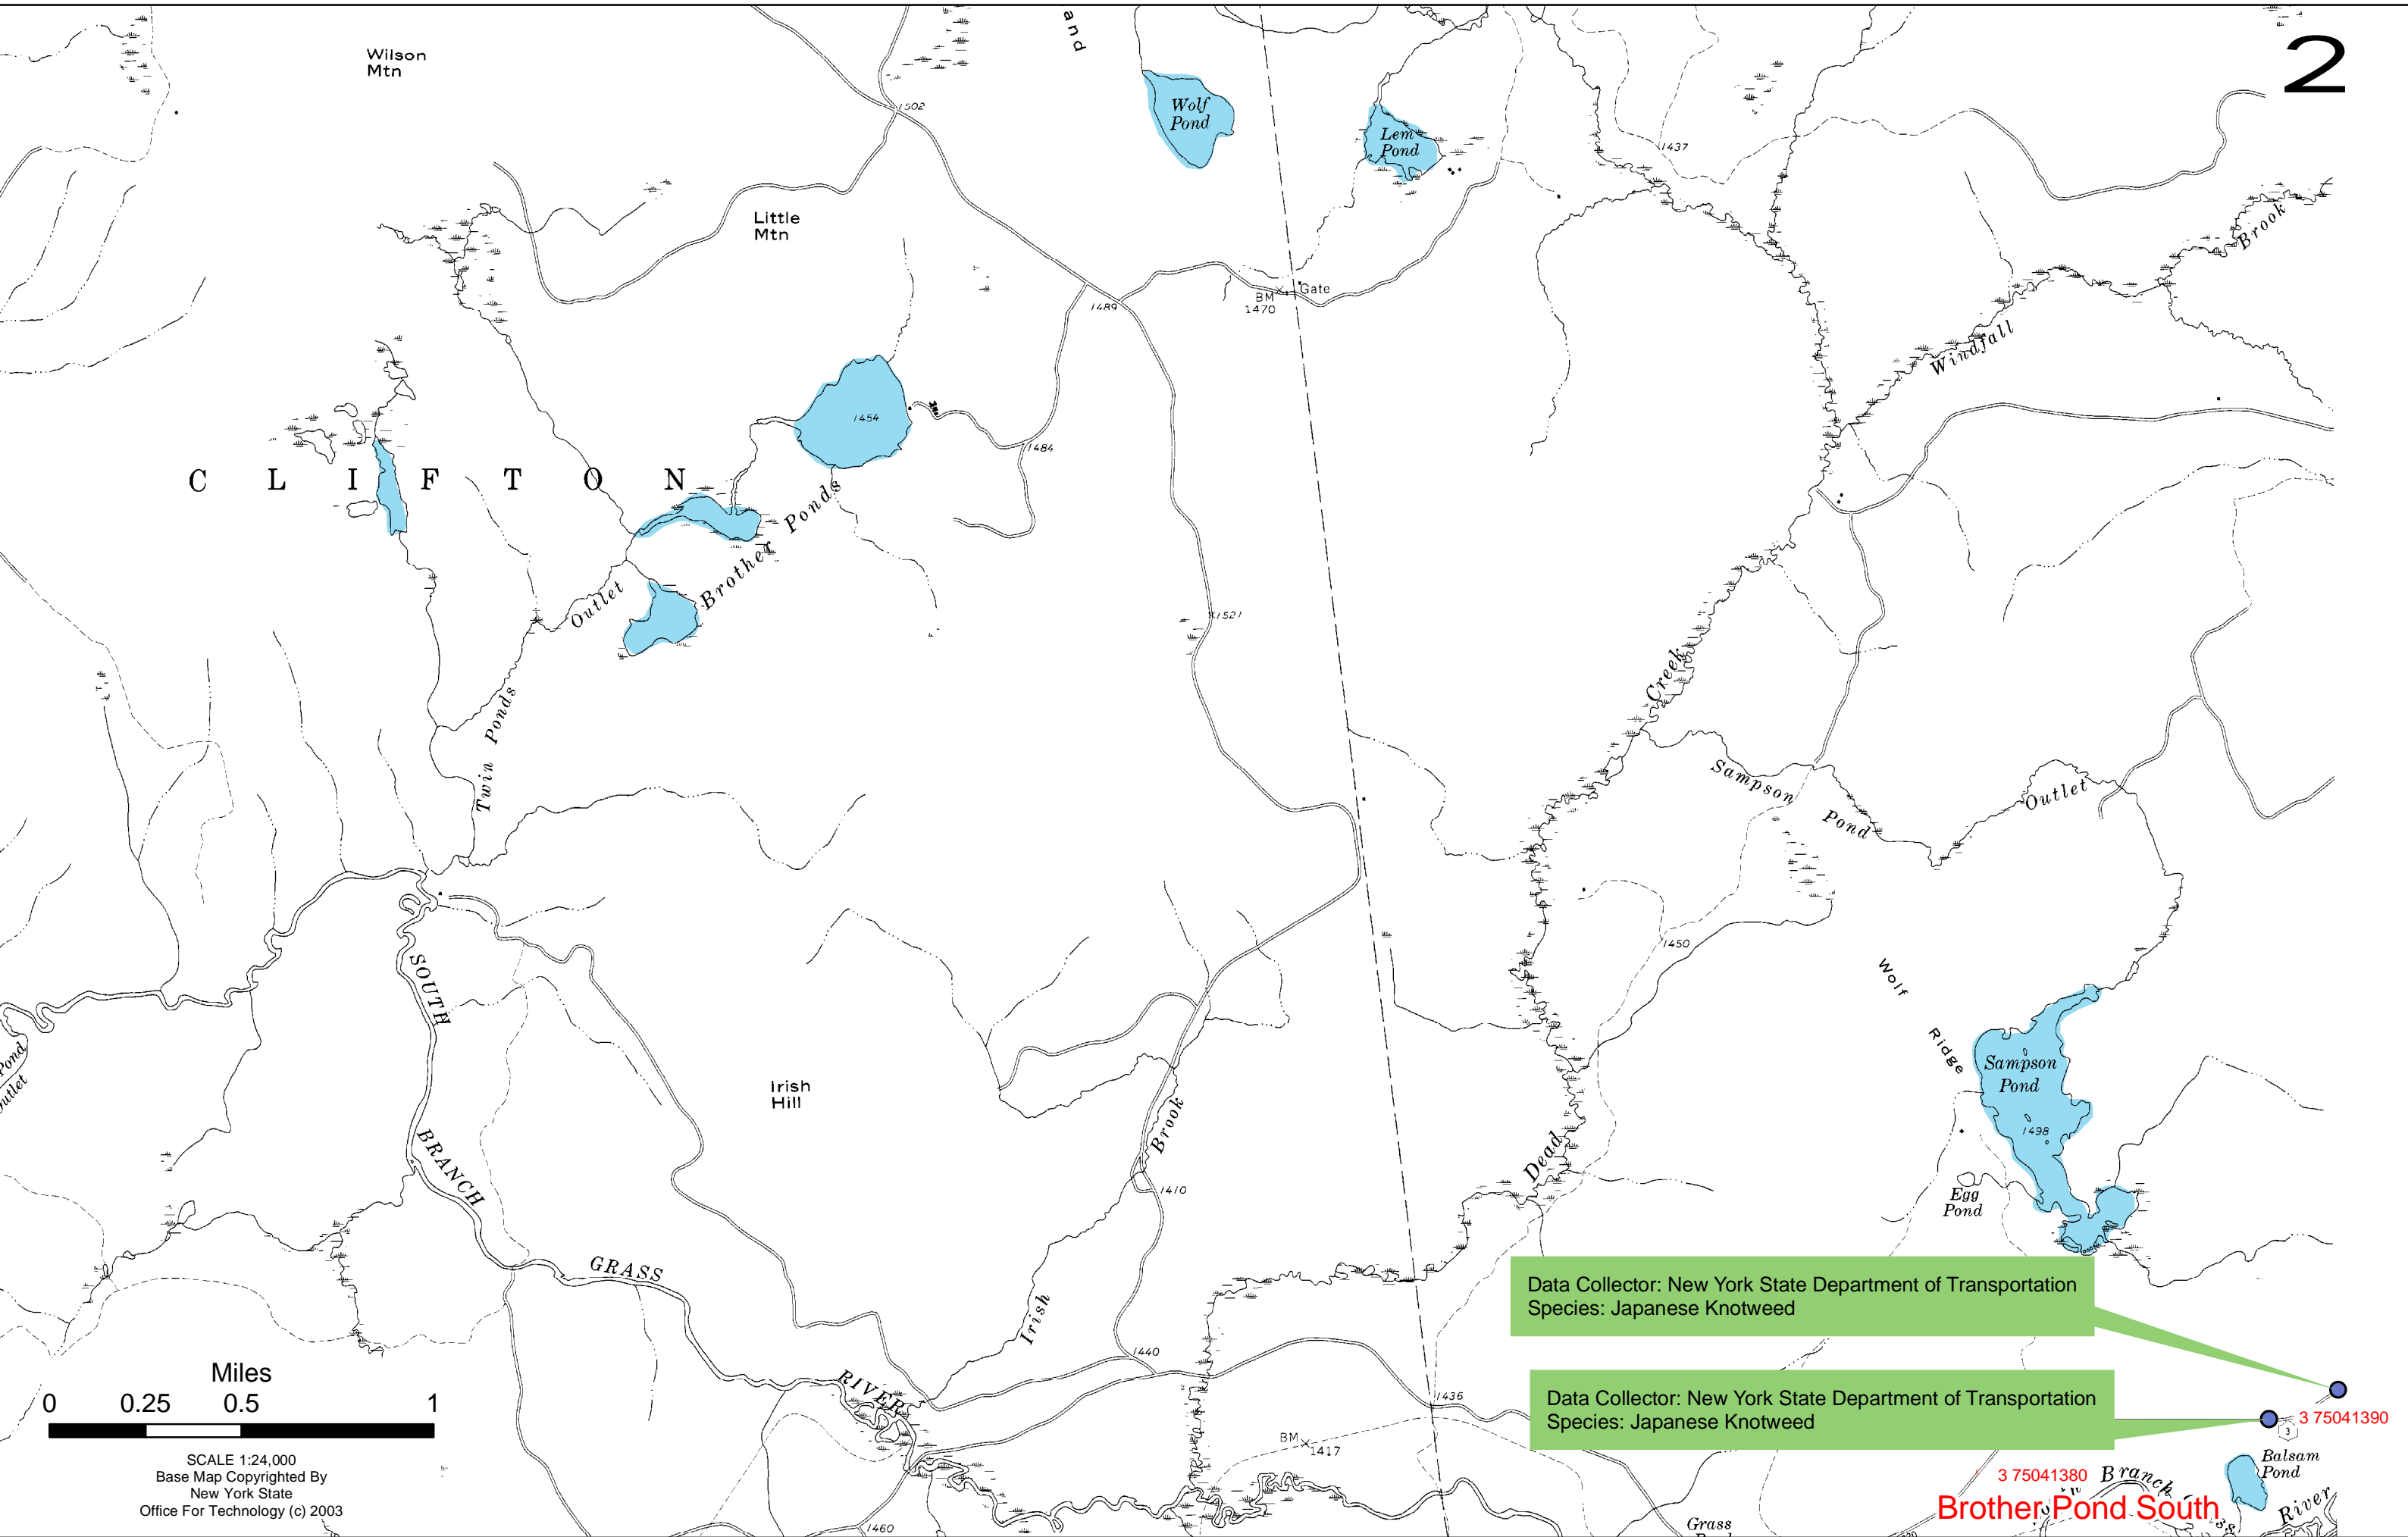 and
2
Wilson
Mtn
1502
Wolf
Pond
Lem
Pond
1437
Little
Mtn
Brook
1489
Gate
BM
1470
Windfall
1454
1484
C L I F T O N
Brother Ponds
Outlet
1521
Twin Ponds
Creek
Sampson
Pond
Outlet
1450
SOUTH
Wolf
Ridge
Pond
Outlet
Irish
Hill
Sampson
Pond
1498
BRANCH
Brook
Dead
1410
Egg
Pond
GRASS
Irish
Data Collector: New York State Department of Transportation
Species: Japanese Knotweed
1440
RIVER
1436
Data Collector: New York State Department of Transportation
Species: Japanese Knotweed
3 75041390
3
BM
1417
Miles
0 0.25 0.5 1
SCALE 1:24,000
Base Map Copyrighted By
New York State
Office For Technology (c) 2003
Balsam
Pond
3 75041380
Branch
Brother Pond South
River
1460
Grass